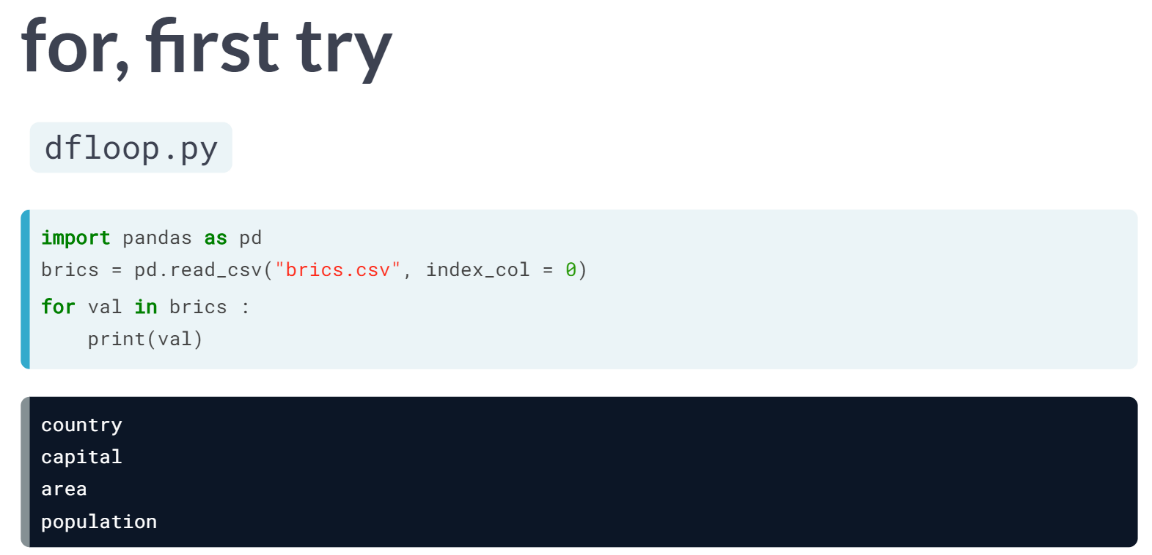 for, first try
dfloop.py
import pandas as pd
brics = pd.read_csv("brics.csv", index_col = 0)
for val in brics :
    print(val)
country
capital
area
population